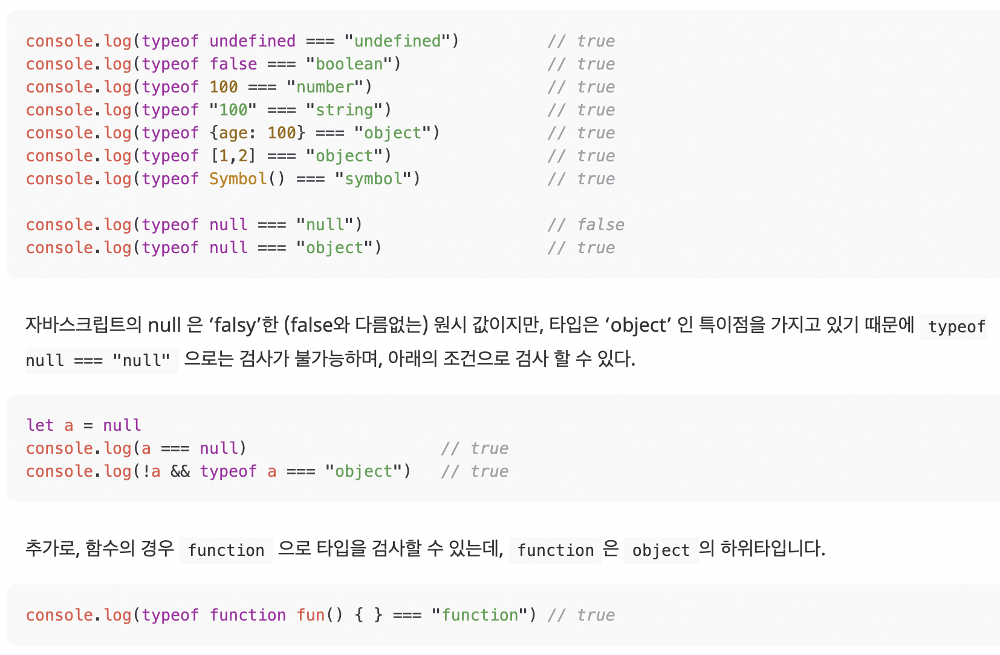 console.log(typeof undefined === "undefined")         // true
console.log(typeof false === "boolean")               // true
console.log(typeof 100 === "number")                  // true
console.log(typeof "100" === "string")                // true
console.log(typeof {age: 100} === "object")           // true
console.log(typeof [1,2] === "object")                // true
console.log(typeof Symbol() === "symbol")             // true
console.log(typeof null === "null")                   // false
console.log(typeof null === "object")                 // true
자바스크립트의 null 은 ‘falsy’한 (false와 다름없는) 원시 값이지만, 타입은 ‘object’ 인 특이점을 가지고 있기 때문에 typeof
null === "null" 으로는 검사가 불가능하며, 아래의 조건으로 검사 할 수 있다.
let a = null
console.log(a === null)                    // true
console.log(!a && typeof a === "object")   // true
추가로, 함수의 경우 function 으로 타입을 검사할 수 있는데, function 은 object 의 하위타입니다.
console.log(typeof function fun() { } === "function") // true